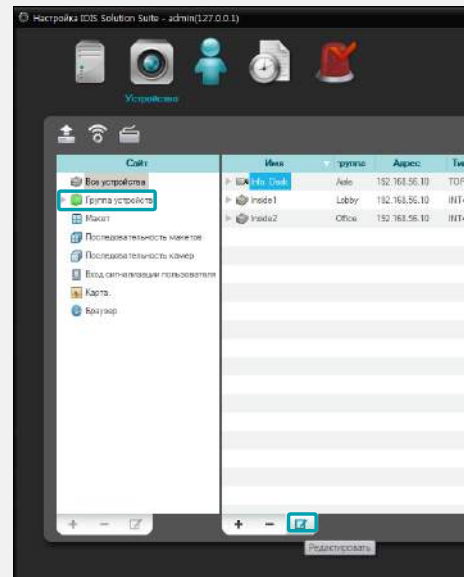 Настройка IDIS Solution Suite - admin(127.0.0.1)
Устройство
Сайт
Имя группа Адрес Ти
Все устройства
Группа устройств
Макет
Последовательность макетов
Последовательность камер
Вход сигнализации пользователя
Карта
Браузер
Info. Desk 192.168.56.10
Inside1 Lobby 192.168.56.10
Inside2 Office 192.168.56.10
Редактировать